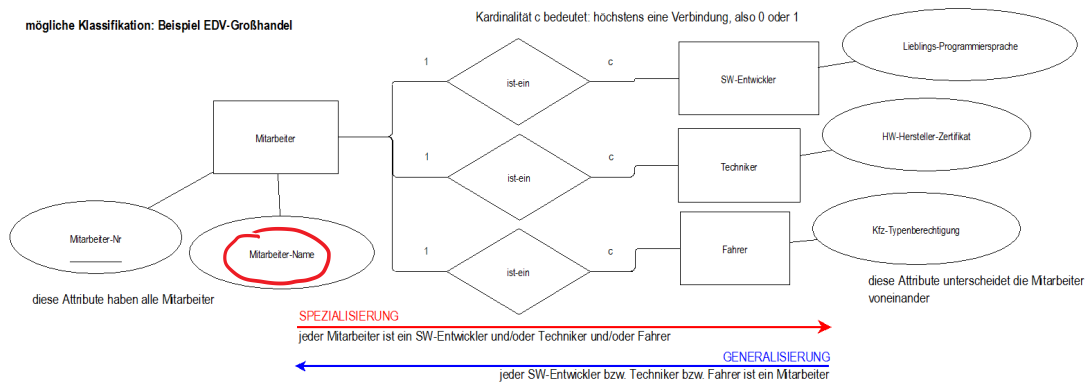 mögliche Klassifikation: Beispiel EDV-Großhandel
Kardinalität c bedeutet: höchstens eine Verbindung, also 0 oder 1
Lieblings-Programmiersprache
1
ist-ein
c
SW-Entwickler
Mitarbeiter
HW-Hersteller-Zertifikat
1
ist-ein
c
Techniker
Mitarbeiter-Nr
Mitarbeiter-Name
1
ist-ein
c
Fahrer
Kfz-Typenberechtigung
diese Attribute haben alle Mitarbeiter
diese Attribute unterscheidet die Mitarbeiter
voneinander
SPEZIALISIERUNG
jeder Mitarbeiter ist ein SW-Entwickler und/oder Techniker und/oder Fahrer
GENERALISIERUNG
jeder SW-Entwickler bzw. Techniker bzw. Fahrer ist ein Mitarbeiter